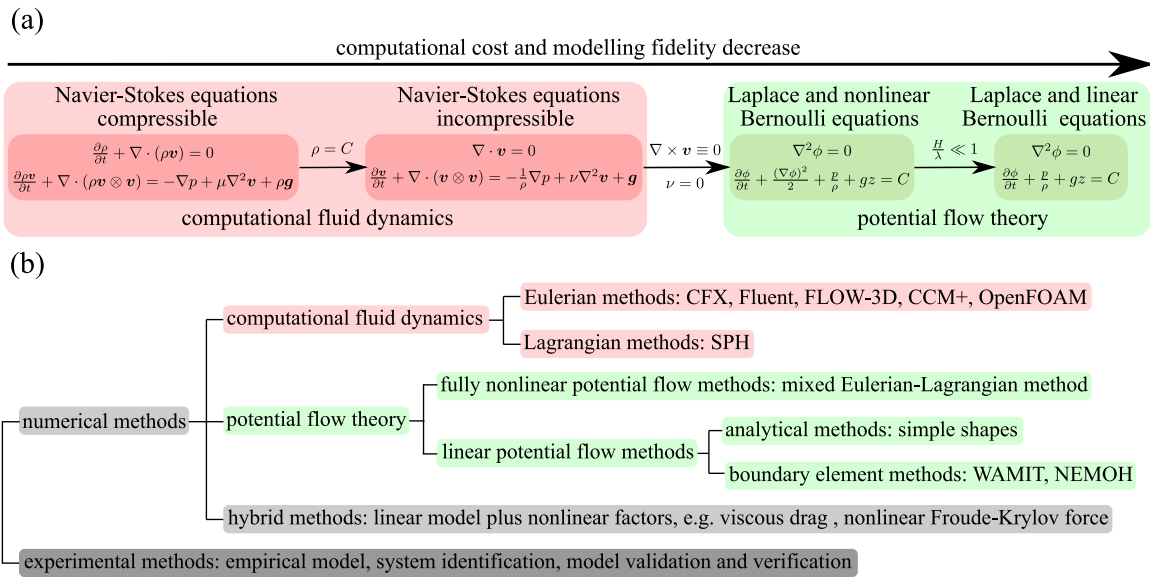 (a)
computational cost and modelling fidelity decrease
Navier-Stokes equations
compressible
∂ρ/∂t + ∇ · (ρ𝒗) = 0
∂ρ𝒗/∂t + ∇ · (ρ𝒗 ⊗ 𝒗) = −∇p + μ∇²𝒗 + ρ𝒈
ρ = C
Navier-Stokes equations
incompressible
∇ · 𝒗 = 0
∂𝒗/∂t + ∇ · (𝒗 ⊗ 𝒗) = −1/ρ ∇p + ν∇²𝒗 + 𝒈
computational fluid dynamics
∇ × 𝒗 ≡ 0
ν = 0
Laplace and nonlinear
Bernoulli equations
∇²ϕ = 0
∂ϕ/∂t + (∇ϕ)²/2 + p/ρ + gz = C
H/λ ≪ 1
Laplace and linear
Bernoulli equations
∇²ϕ = 0
∂ϕ/∂t + p/ρ + gz = C
potential flow theory
(b)
numerical methods
computational fluid dynamics
Eulerian methods: CFX, Fluent, FLOW-3D, CCM+, OpenFOAM
Lagrangian methods: SPH
potential flow theory
fully nonlinear potential flow methods: mixed Eulerian-Lagrangian method
linear potential flow methods
analytical methods: simple shapes
boundary element methods: WAMIT, NEMOH
hybrid methods: linear model plus nonlinear factors, e.g. viscous drag , nonlinear Froude-Krylov force
experimental methods: empirical model, system identification, model validation and verification